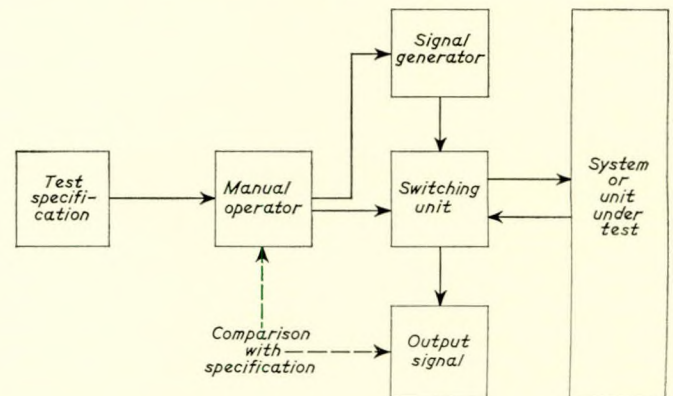 Signal
generator
Test
specifi-
cation
Manual
operator
Switching
unit
System
or
unit
under
test
Comparison
with
specification
Output
signal